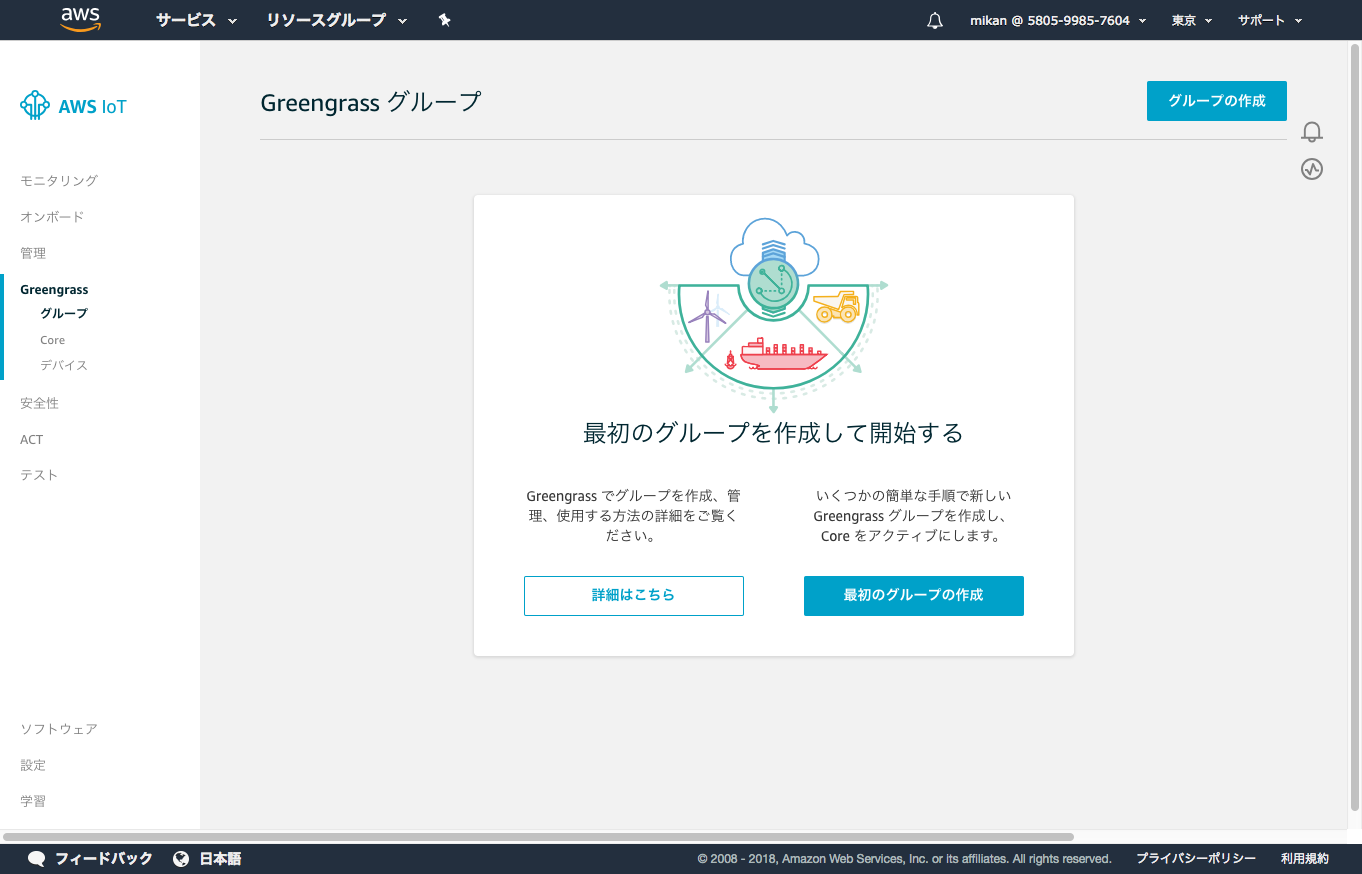 aws サービス リソースグループ mikan @ 5805-9985-7604 東京 サポート
AWS IoT
モニタリング
オンボード
管理
Greengrass
グループ
Core
デバイス
安全性
ACT
テスト
ソフトウェア
設定
学習
Greengrass グループ
グループの作成
最初のグループを作成して開始する
Greengrass でグループを作成、管
理、使用する方法の詳細をご覧く
ださい。
詳細はこちら
いくつかの簡単な手順で新しい
Greengrass グループを作成し、
Core をアクティブにします。
最初のグループの作成
フィードバック 日本語 © 2008 - 2018, Amazon Web Services, Inc. or its affiliates. All rights reserved. プライバシーポリシー 利用規約